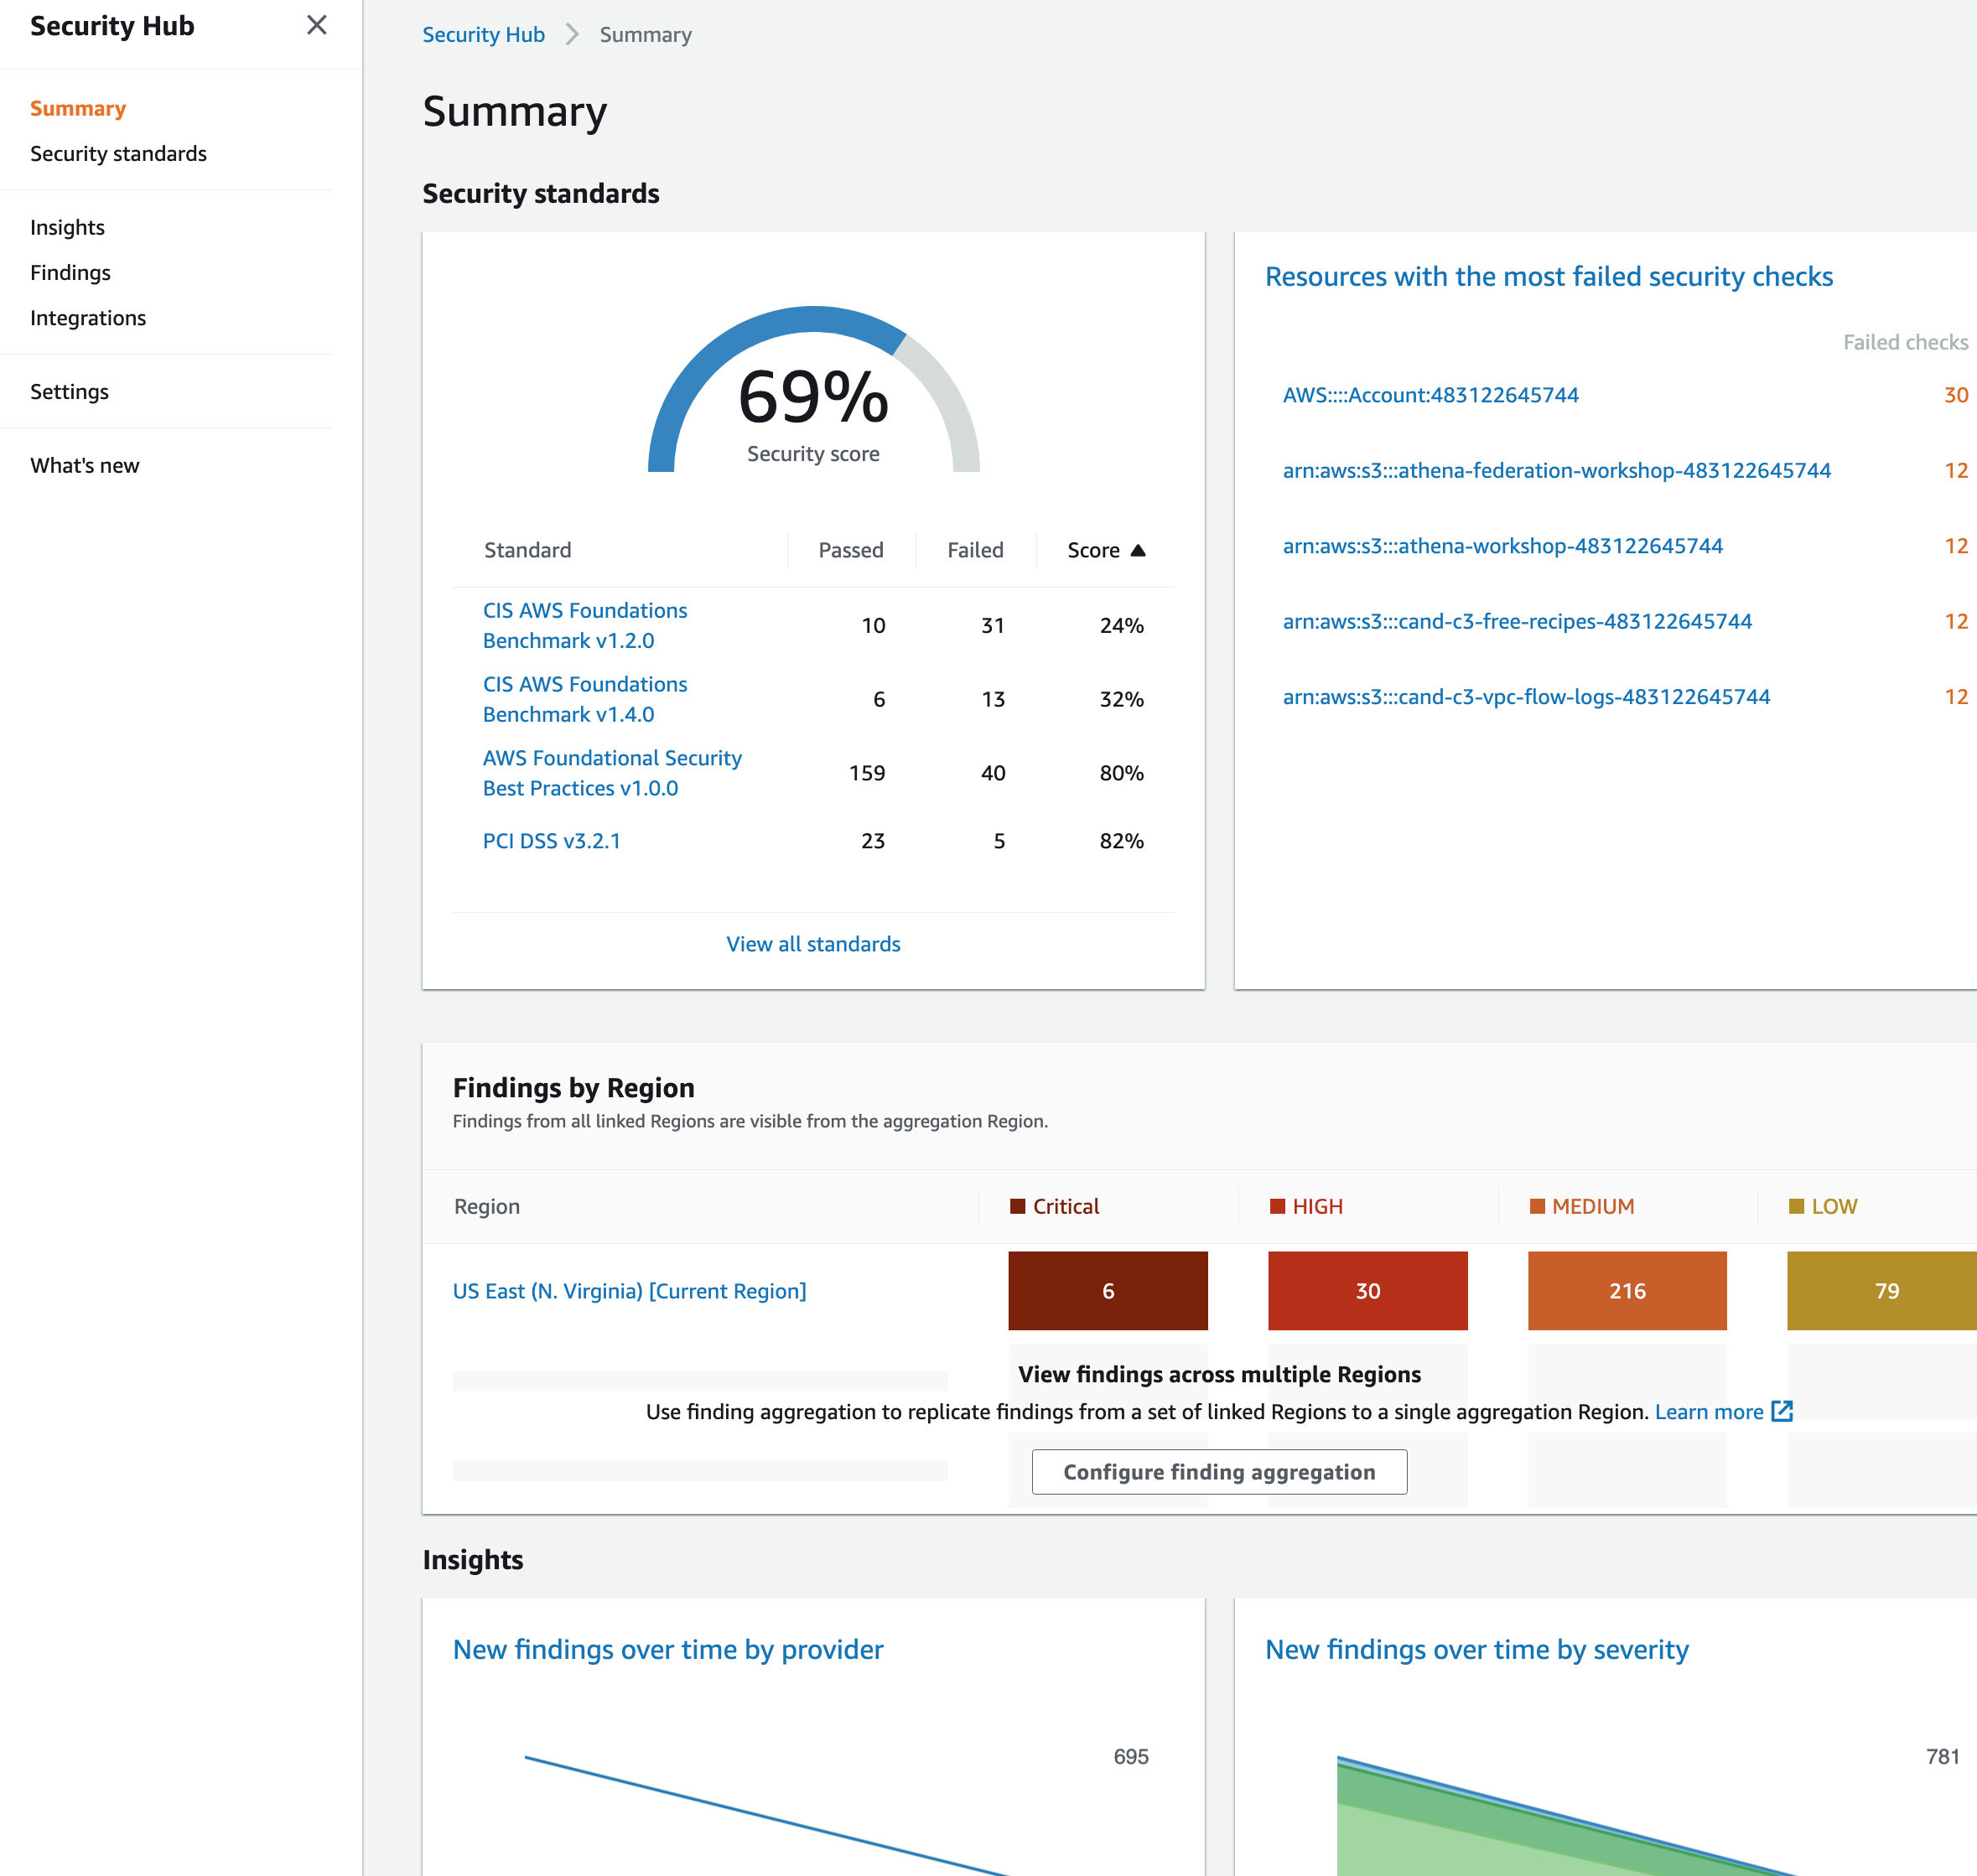 Security Hub
Summary
Security standards
Insights
Findings
Integrations
Settings
What's new
Security Hub Summary
Summary
Security standards
69%
Security score
Standard Passed Failed Score
CIS AWS Foundations
Benchmark v1.2.0
10 31 24%
CIS AWS Foundations
Benchmark v1.4.0
6 13 32%
AWS Foundational Security
Best Practices v1.0.0
159 40 80%
PCI DSS v3.2.1 23 5 82%
View all standards
Resources with the most failed security checks
Failed checks
AWS::::Account:483122645744 30
arn:aws:s3:::athena-federation-workshop-483122645744 12
arn:aws:s3:::athena-workshop-483122645744 12
arn:aws:s3:::cand-c3-free-recipes-483122645744 12
arn:aws:s3:::cand-c3-vpc-flow-logs-483122645744 12
Findings by Region
Findings from all linked Regions are visible from the aggregation Region.
Region Critical HIGH MEDIUM LOW
US East (N. Virginia) [Current Region] 6 30 216 79
View findings across multiple Regions
Use finding aggregation to replicate findings from a set of linked Regions to a single aggregation Region. Learn more
Configure finding aggregation
Insights
New findings over time by provider
695
New findings over time by severity
781